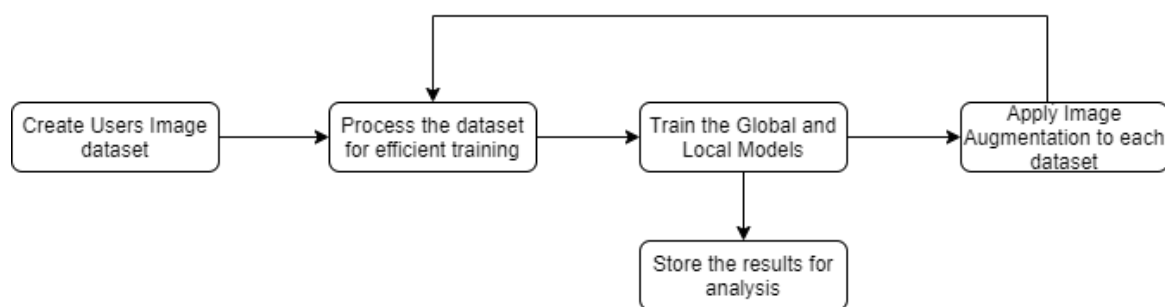 Create Users Image
dataset
Process the dataset
for efficient training
Train the Global and
Local Models
Apply Image
Augmentation to each
dataset
Store the results for
analysis